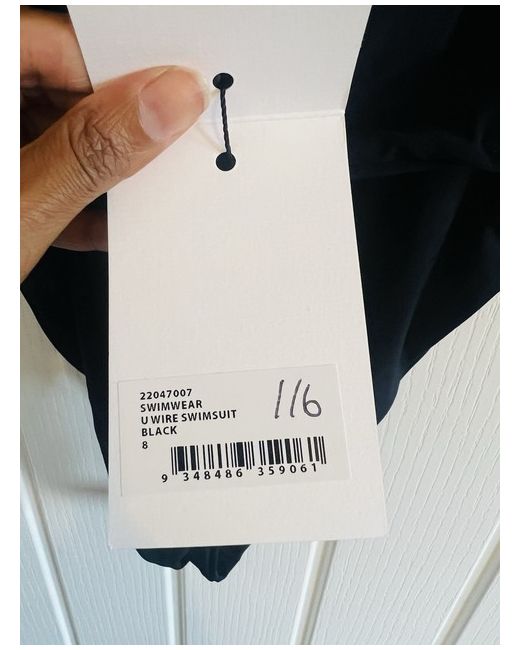 22047007
SWIMWEAR
U WIRE SWIMSUIT
BLACK
8
116
9 348486 359061